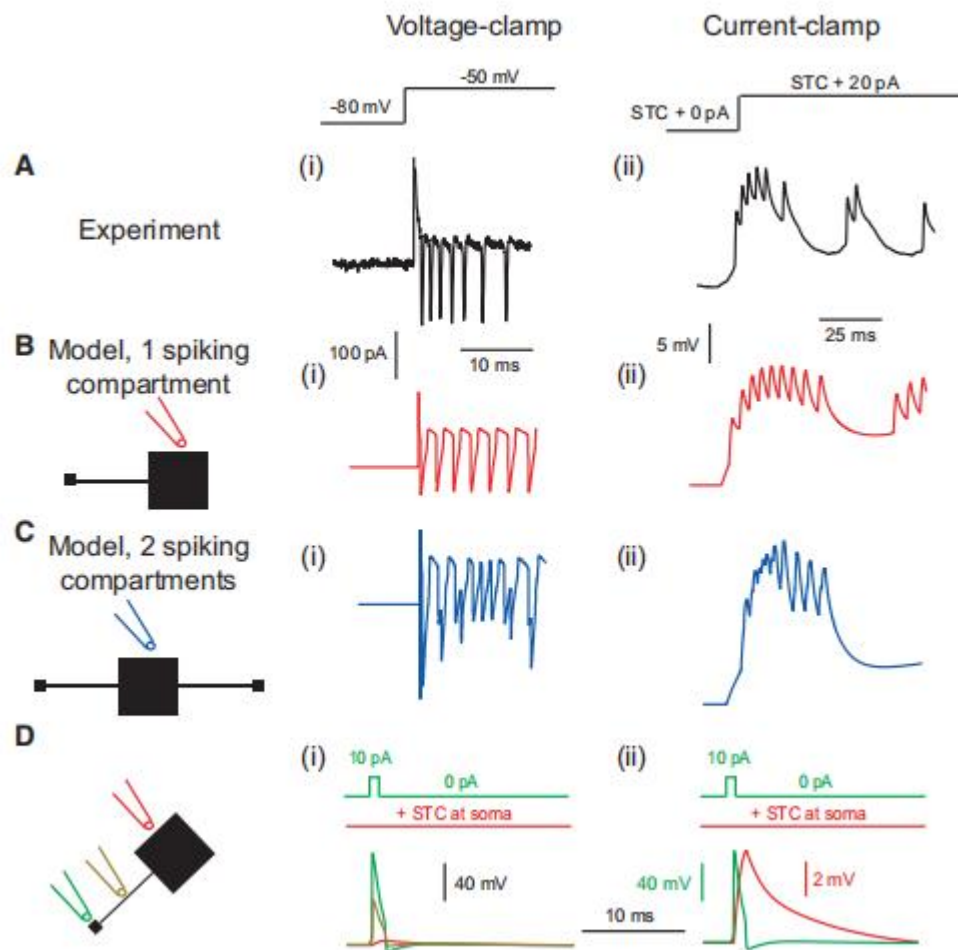 Voltage-clamp
Current-clamp
-80 mV
-50 mV
STC + 0 pA
STC + 20 pA
A
Experiment
(i)
(ii)
100 pA
10 ms
5 mV
25 ms
B
Model, 1 spiking
compartment
(i)
(ii)
C
Model, 2 spiking
compartments
(i)
(ii)
D
(i)
10 pA
0 pA
+ STC at soma
40 mV
10 ms
(ii)
10 pA
0 pA
+ STC at soma
40 mV
2 mV